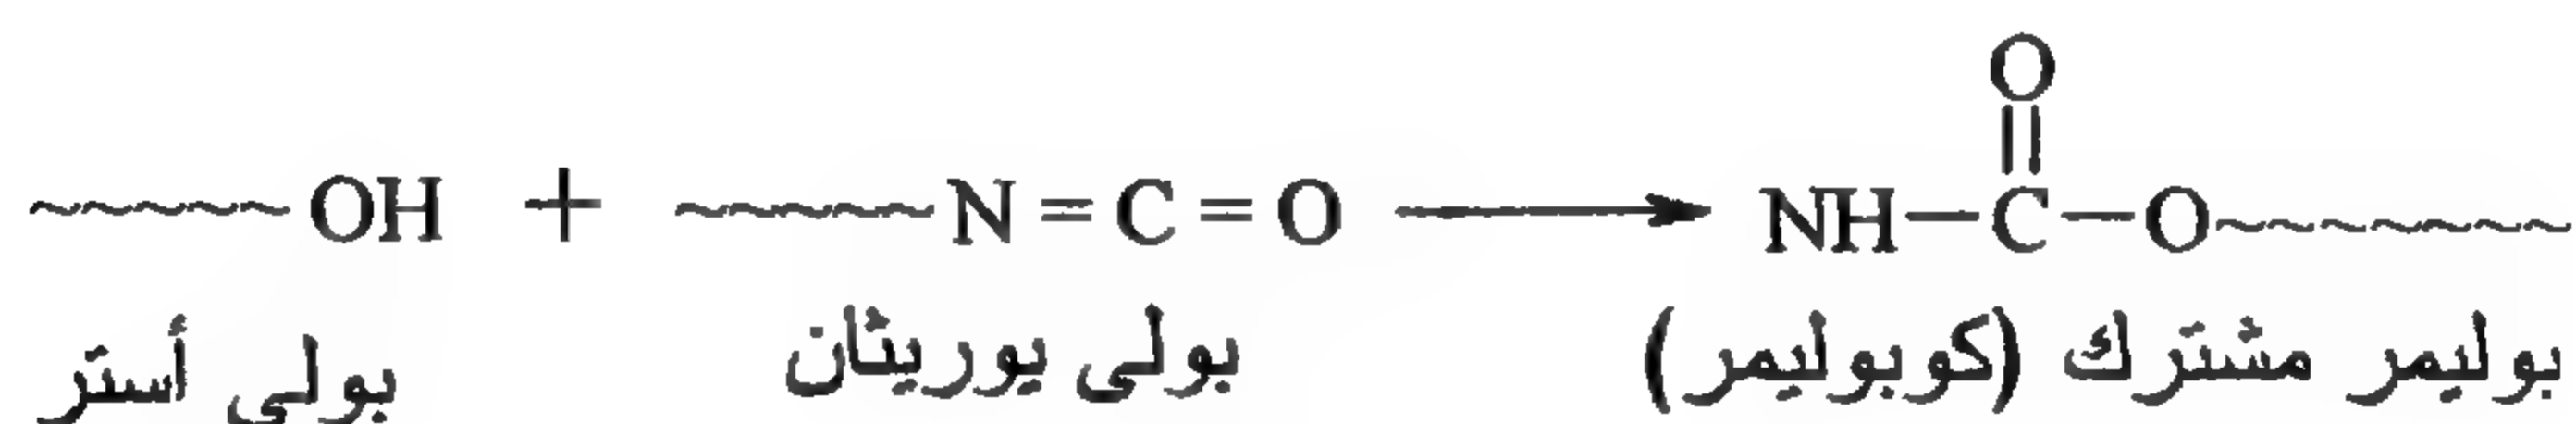 O
OH + N=C=O → NH-C-O
بولى أستر بولى يوريثان بوليمر مشترك (كوبوليمر)